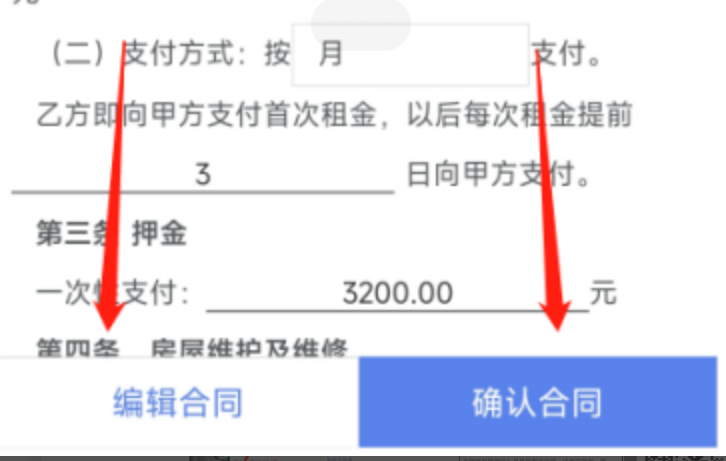 （二）支付方式：按 月 支付。
乙方即向甲方支付首次租金，以后每次租金提前
3 日向甲方支付。
第三条 押金
一次性支付： 3200.00 元
第四条 房屋维护及维修
编辑合同 确认合同